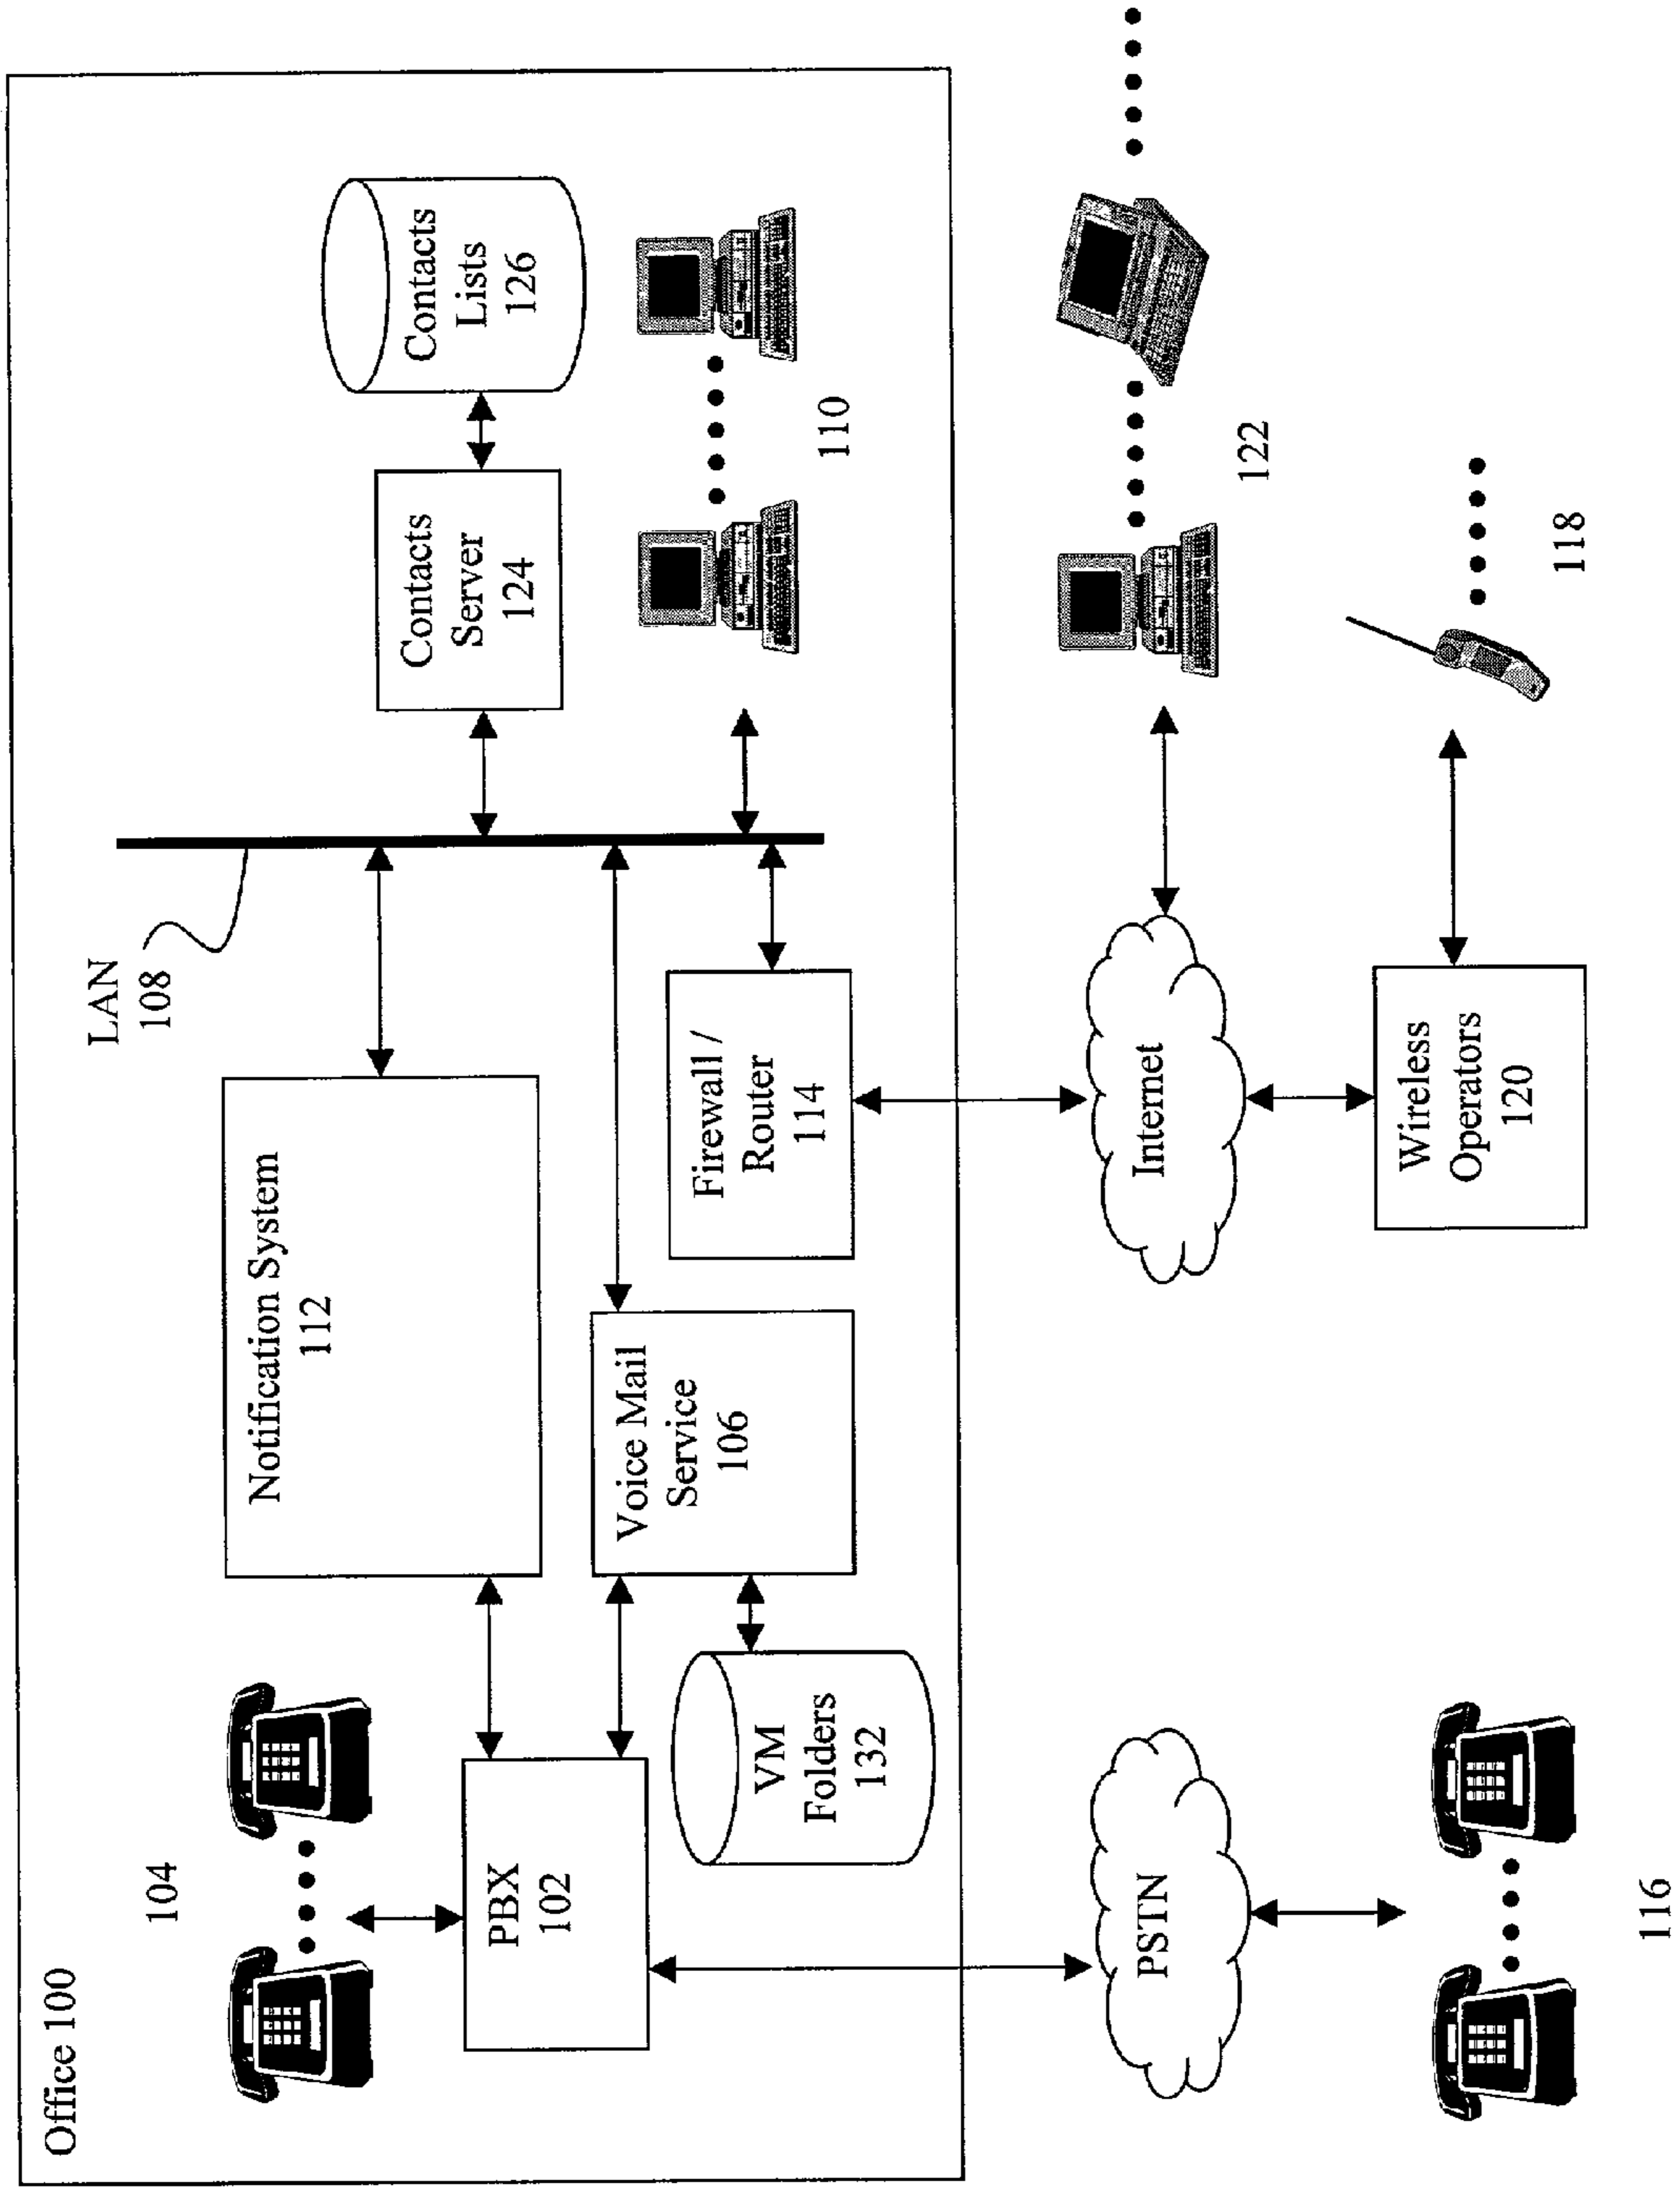 Office 100
104
PBX
102
Notification System
112
LAN
108
Contacts
Server
124
Contacts
Lists
126
Voice Mail
Service
106
VM
Folders
132
Firewall /
Router
114
110
PSTN
Internet
122
Wireless
Operators
120
118
116